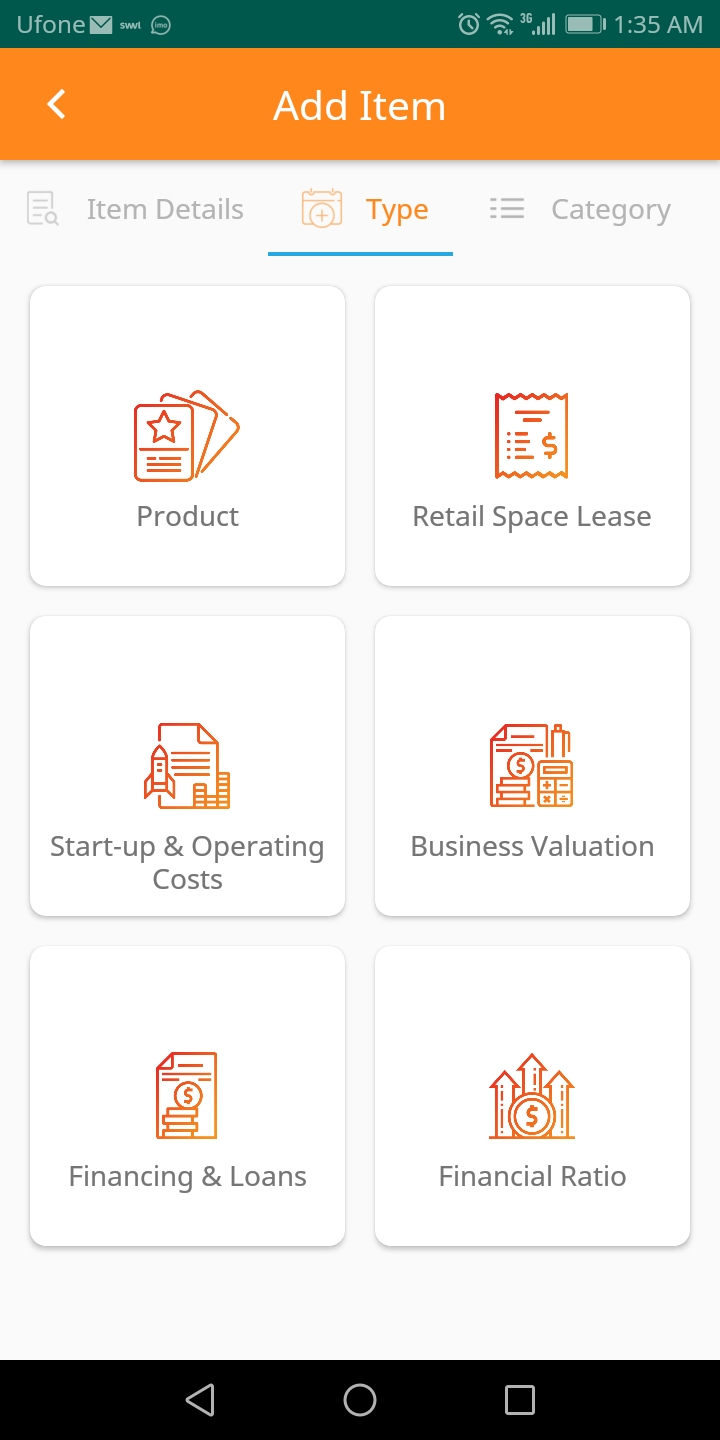 Ufone swvl imo 3G 1:35 AM
Add Item
Item Details Type Category
Product
Retail Space Lease
Start-up & Operating
Costs
Business Valuation
Financing & Loans
Financial Ratio